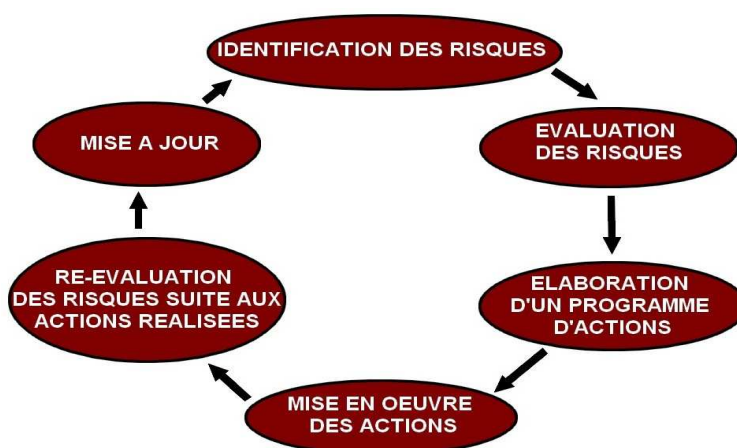 IDENTIFICATION DES RISQUES
EVALUATION
DES RISQUES
ELABORATION
D'UN PROGRAMME
D'ACTIONS
MISE EN OEUVRE
DES ACTIONS
RE-EVALUATION
DES RISQUES SUITE AUX
ACTIONS REALISEES
MISE A JOUR